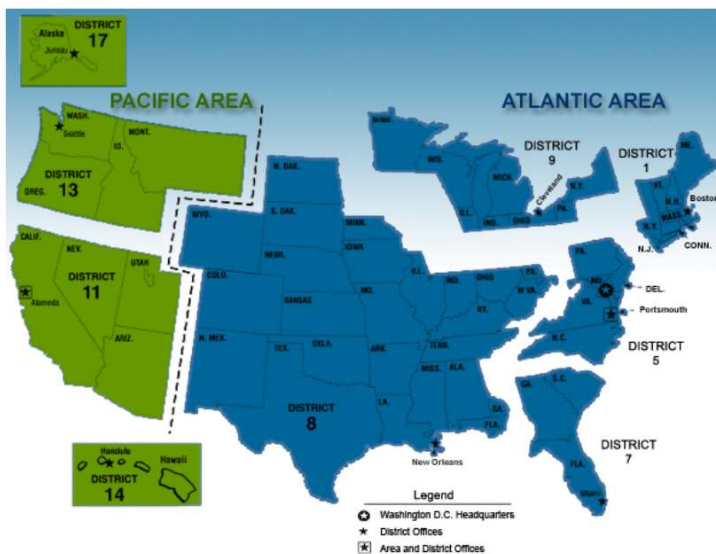 DISTRICT
17
Alaska
Juneau
PACIFIC AREA
ATLANTIC AREA
WASH.
Seattle
MONT.
ID.
DISTRICT
13
OREG.
CALIF.
NEV.
UTAH
DISTRICT
11
Alameda
ARIZ.
Honolulu
Hawaii
DISTRICT
14
N. DAK.
S. DAK.
WYO.
MINN.
NEBR.
IOWA
COLO.
ILL.
IND.
OHIO
PA.
W VA.
KANSAS
MO.
KY.
N. MEX.
OKLA.
TENN.
TEX.
ARK.
MISS.
ALA.
LA.
GA.
FLA.
DISTRICT
8
New Orleans
MINN.
WIS.
MICH.
DISTRICT
9
Cleveland
N.Y.
ILL.
IND.
OHIO
PA.
DISTRICT
1
ME.
VT.
N.H.
Boston
MASS.
N.Y.
CONN.
N.J.
PA.
MD.
DEL.
VA.
Portsmouth
N.C.
DISTRICT
5
GA.
S.C.
DISTRICT
7
FLA.
Miami
Legend
Washington D.C. Headquarters
District Offices
Area and District Offices